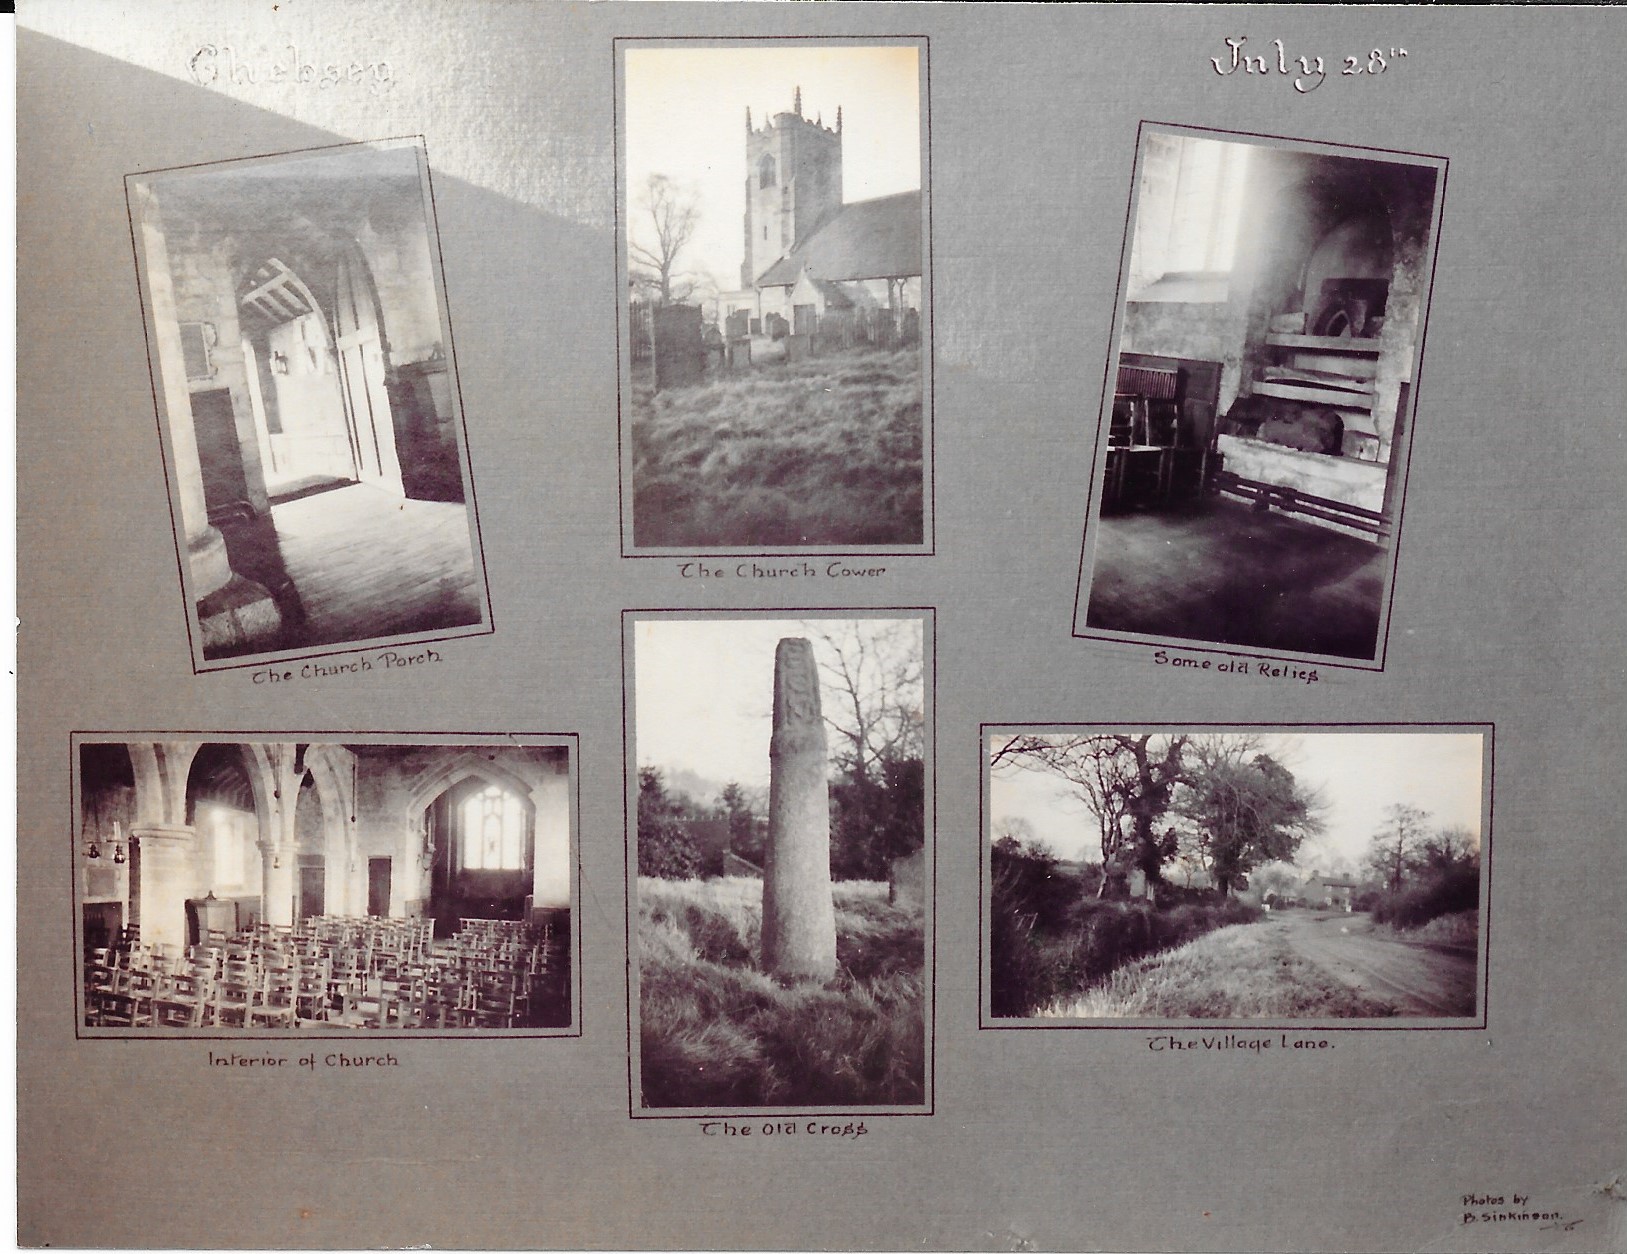 Chebsey
July 28th
The Church Tower
The Church Porch
Some old Relics
Interior of Church
The Village Lane.
The Old Cross
Photos by
B. Sinkinson.